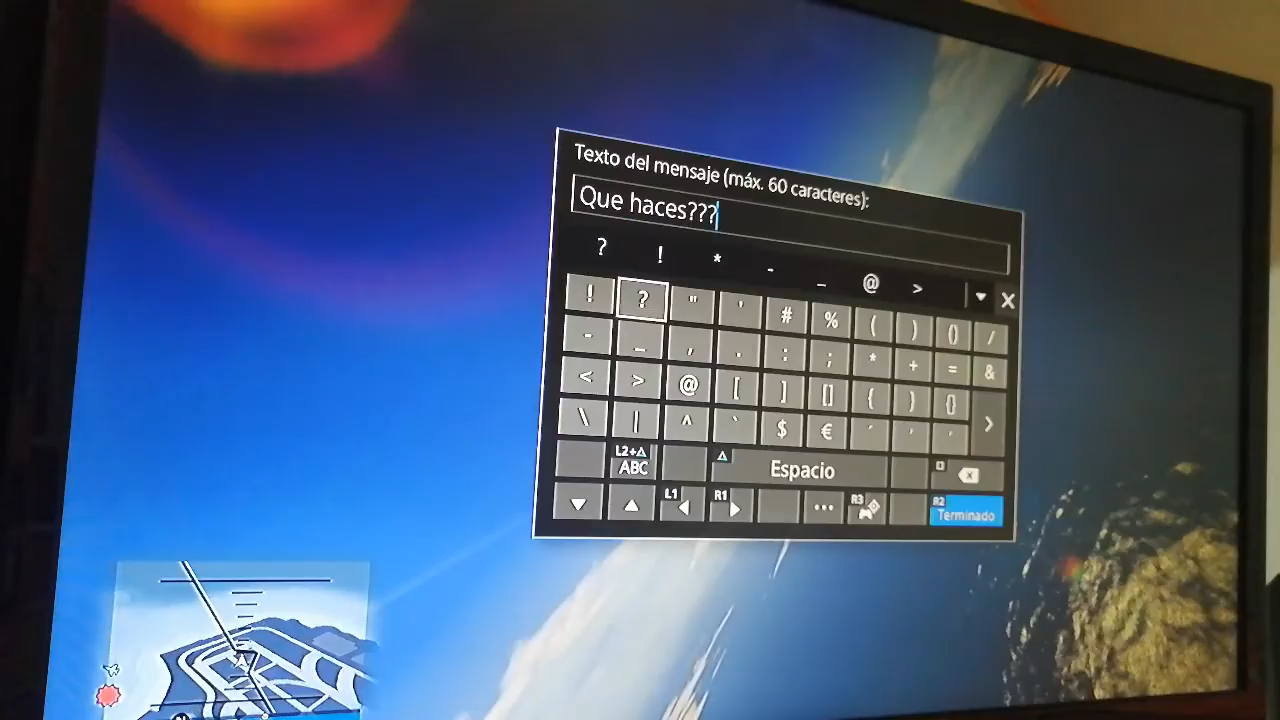 Texto del mensaje (máx. 60 caracteres):
Que haces???
? ! * - _ @ >
! ? " ' # % ( ) () /
- _ , . : ; * + = &
< > @ [ ] [] { } {}
\ | ^ ` $ € ´ >
L2+△ ABC △ Espacio □
L1 R1 ... R3 R2 Terminado